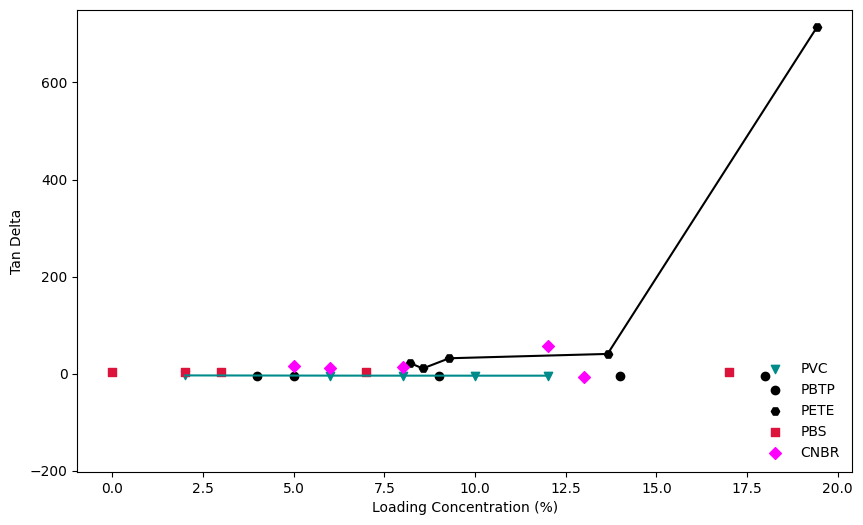 600
400
200
0
−200
Tan Delta
0.0 2.5 5.0 7.5 10.0 12.5 15.0 17.5 20.0
Loading Concentration (%)
PVC
PBTP
PETE
PBS
CNBR